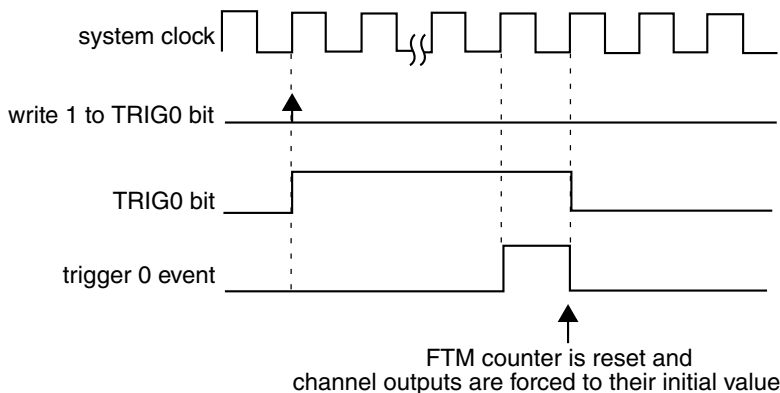 system clock
write 1 to TRIG0 bit
TRIG0 bit
trigger 0 event
FTM counter is reset and
channel outputs are forced to their initial value